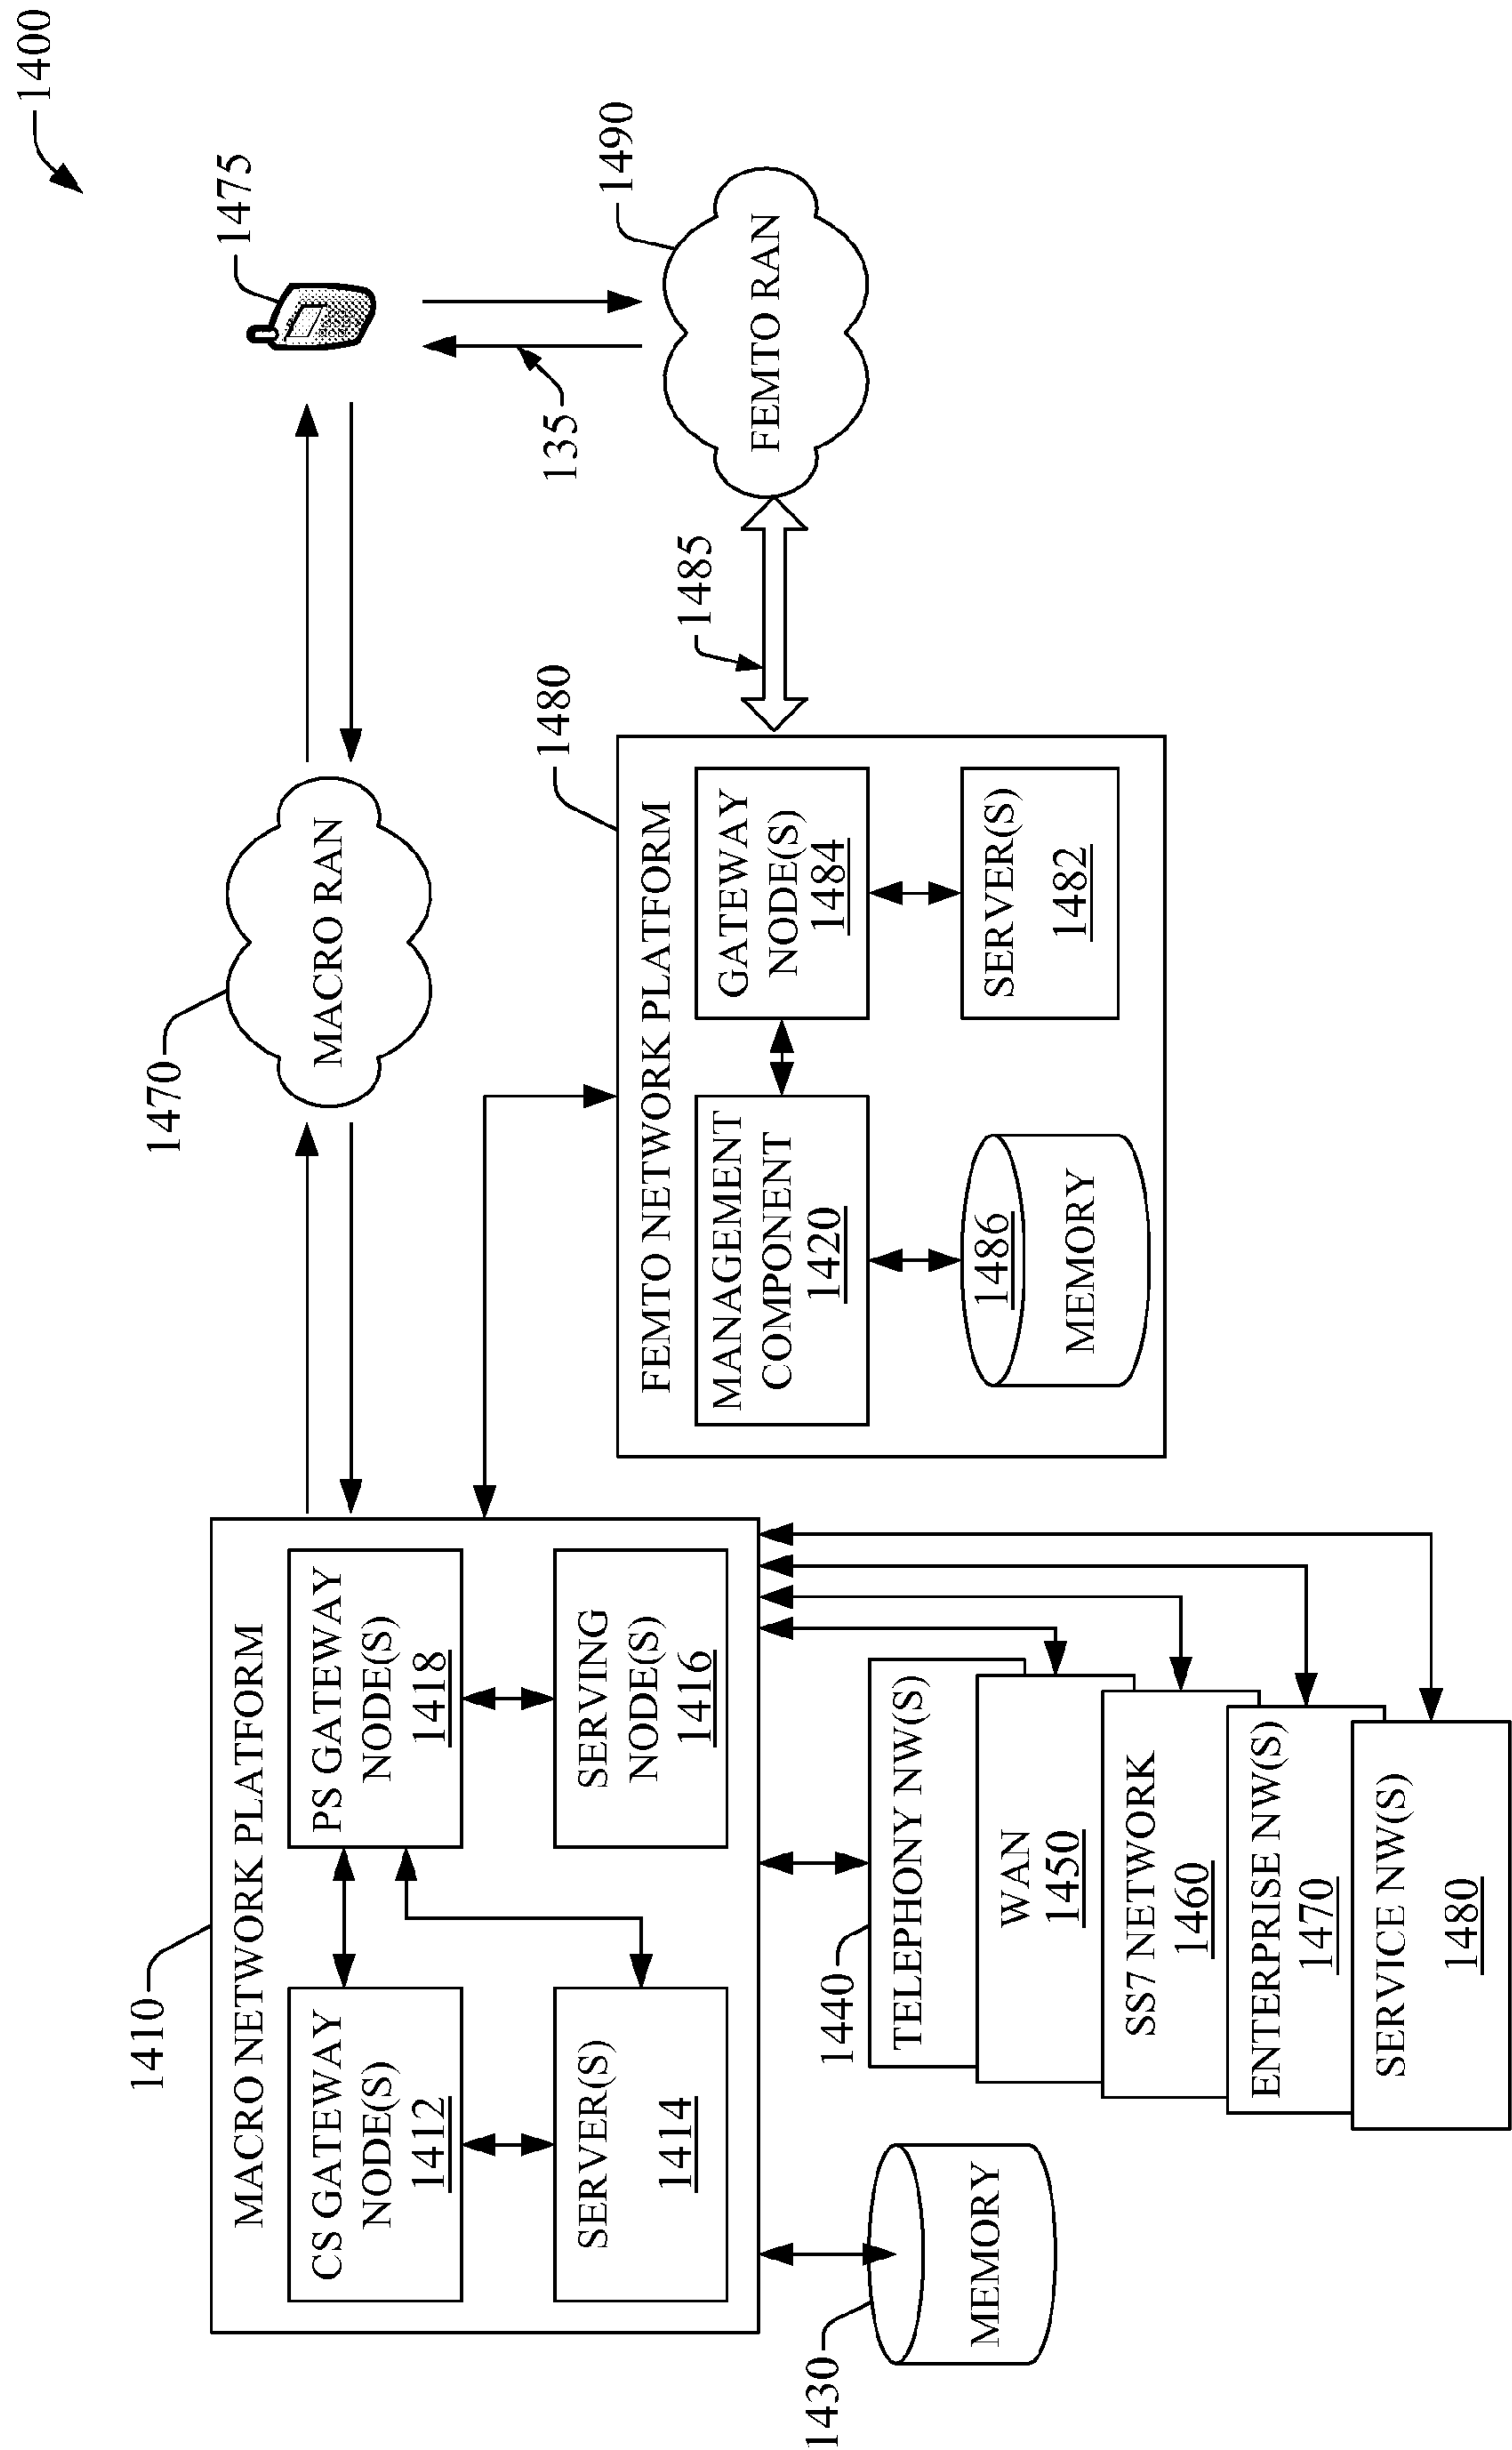 1400
1475
1470
MACRO RAN
135
1490
FEMTO RAN
1485
1410
MACRO NETWORK PLATFORM
CS GATEWAY
NODE(S)
1412
PS GATEWAY
NODE(S)
1418
SERVER(S)
1414
SERVING
NODE(S)
1416
1480
FEMTO NETWORK PLATFORM
MANAGEMENT
COMPONENT
1420
GATEWAY
NODE(S)
1484
1486
MEMORY
SERVER(S)
1482
1430
MEMORY
1440
TELEPHONY NW(S)
WAN
1450
SS7 NETWORK
1460
ENTERPRISE NW(S)
1470
SERVICE NW(S)
1480